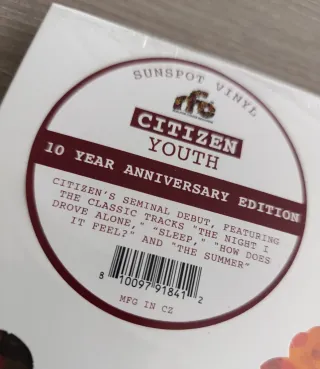 SUNSPOT VINYL
rfc
CITIZEN
YOUTH
10 YEAR ANNIVERSARY EDITION
CITIZEN'S SEMINAL DEBUT, FEATURING
THE CLASSIC TRACKS "THE NIGHT I
DROVE ALONE," "SLEEP," "HOW DOES
IT FEEL?" AND "THE SUMMER"
8 10097 91841 2
MFG IN CZ